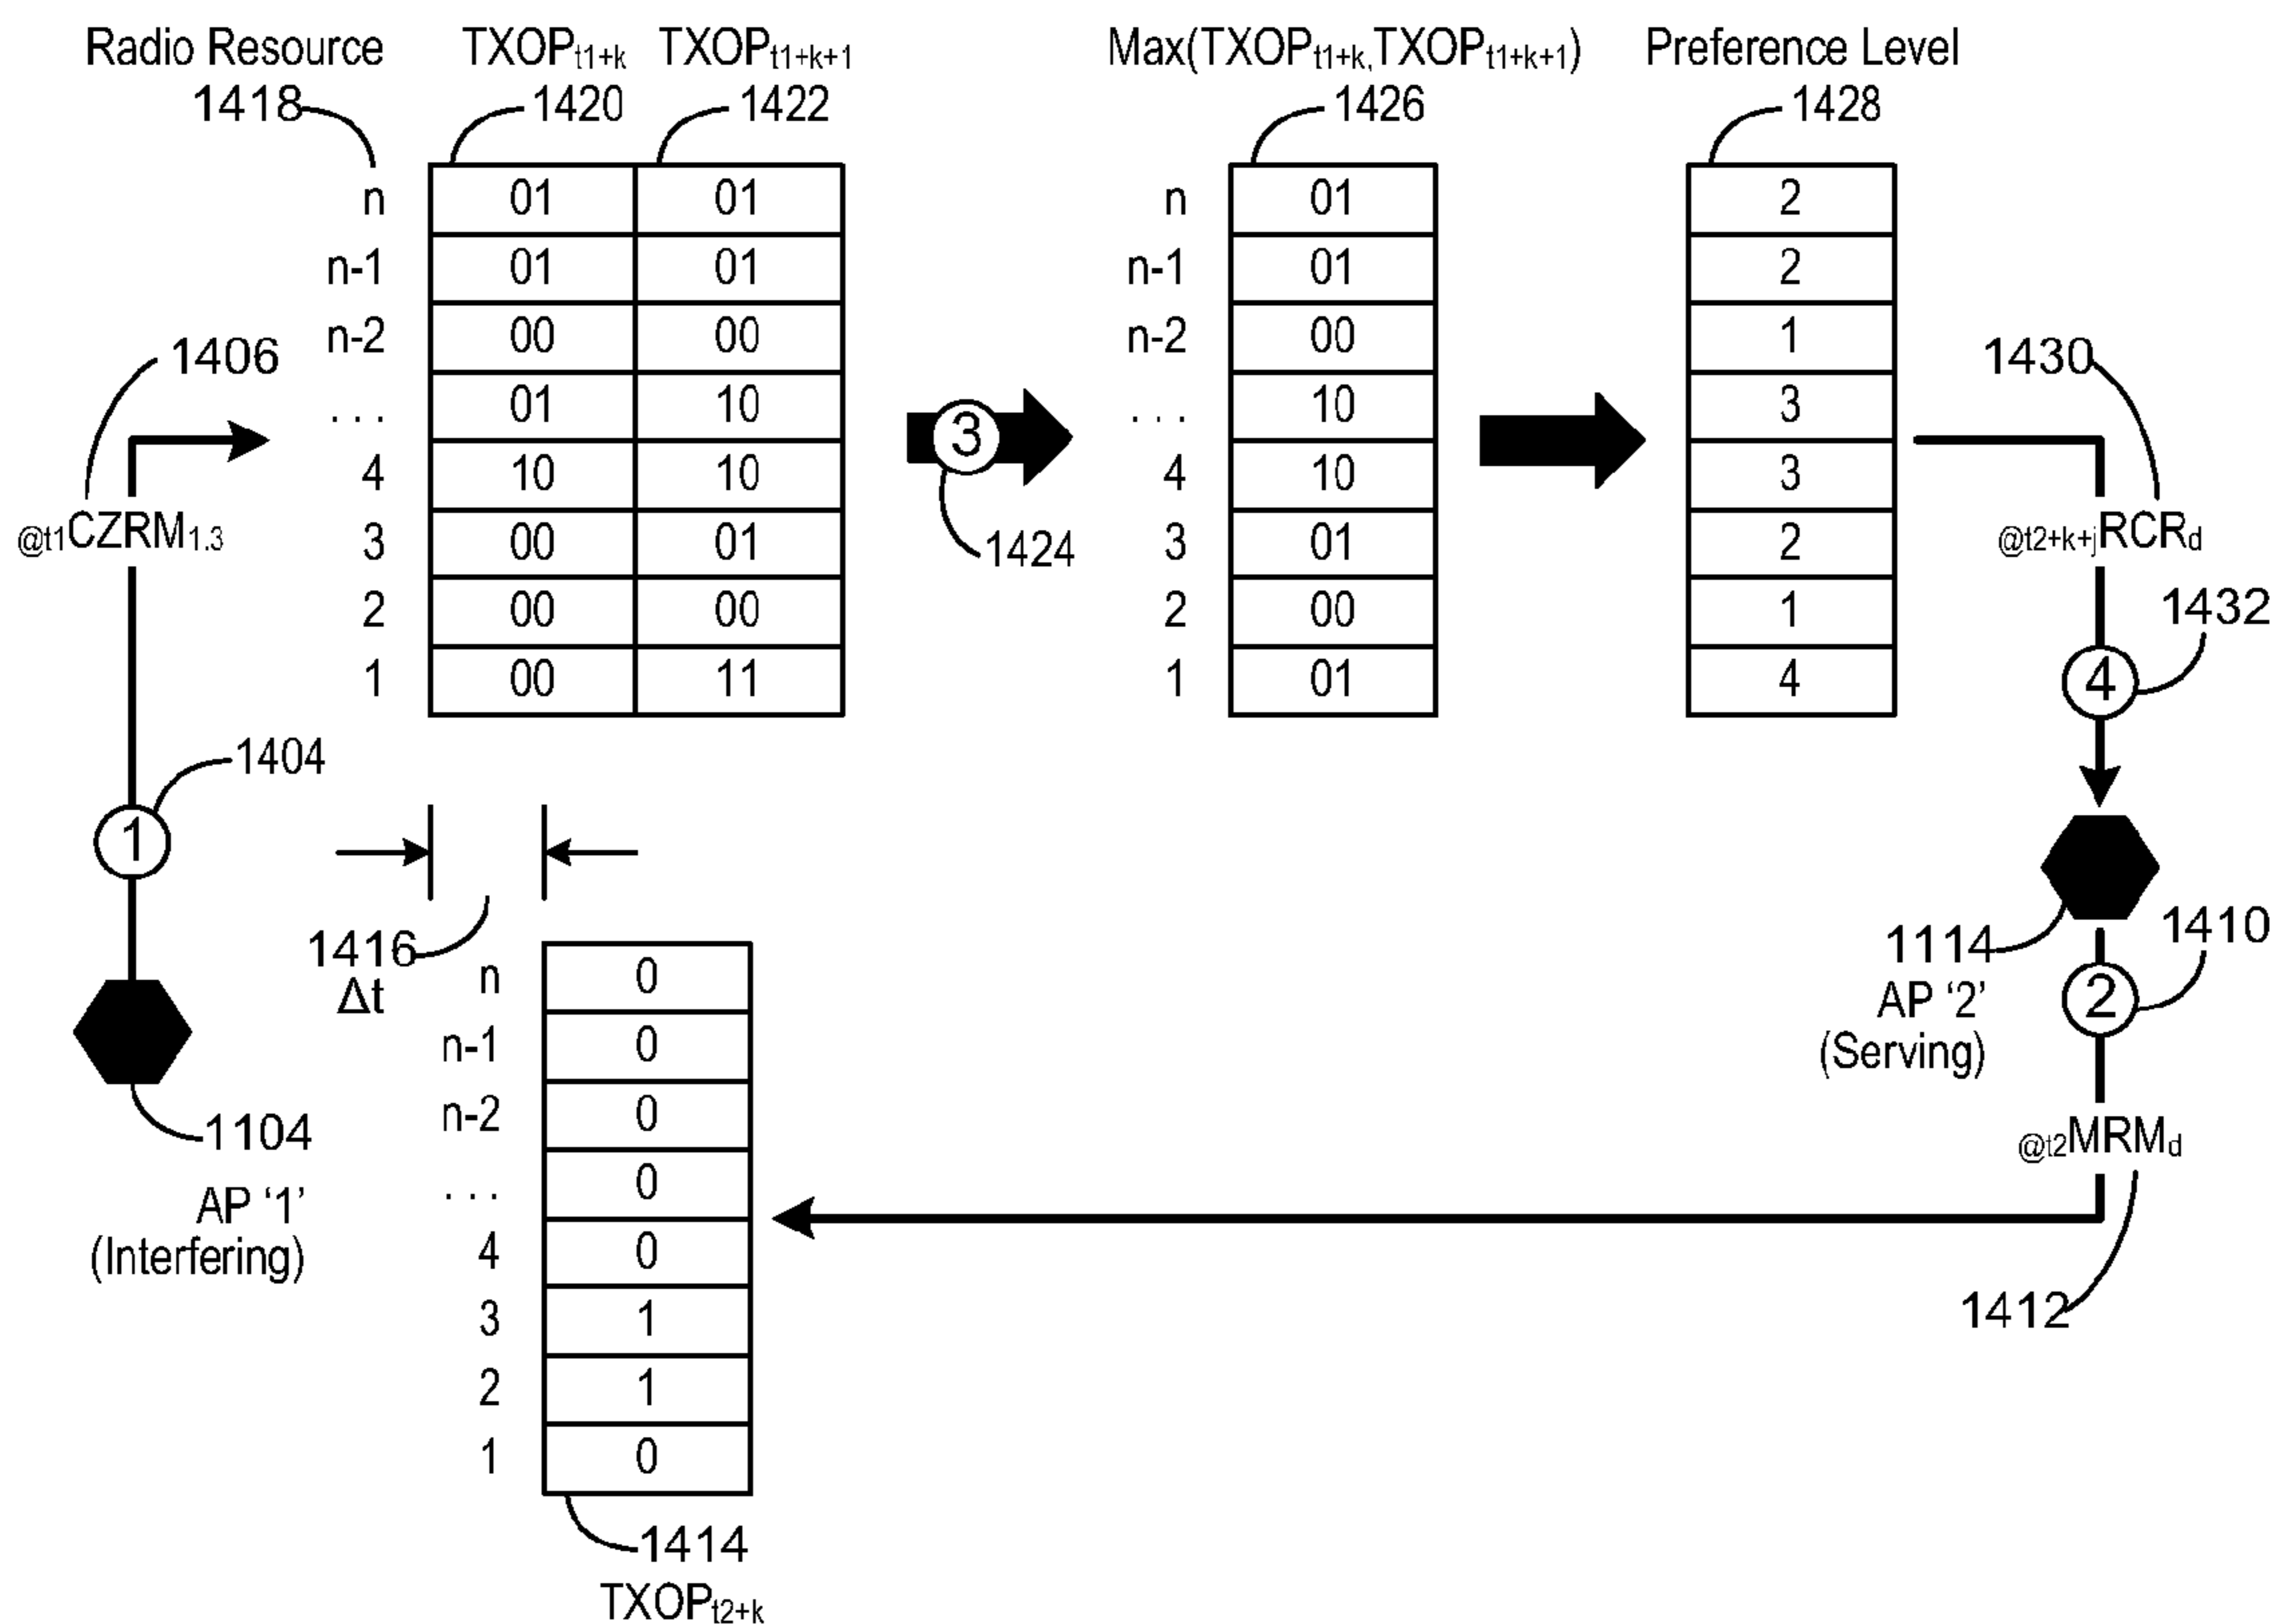 Radio Resource TXOPt1+k TXOPt1+k+1 Max(TXOPt1+k,TXOPt1+k+1) Preference Level
1418 1420 1422 1426 1428
n 01 01 n 01 2
n-1 01 01 n-1 01 2
n-2 00 00 n-2 00 1
1406 1430
. . . 01 10 . . . 10 3
3
4 10 10 4 10 3
@t1CZRM1.3 3 00 01 1424 3 01 2 @t2+k+jRCRd
2 00 00 2 00 1 1432
1 00 11 1 01 4 4
1404
1
1416
Δt
1114
AP ‘2’
(Serving)
1410
2
n 0
n-1 0
n-2 0
. . . 0
4 0
3 1
2 1
1 0
1104
AP ‘1’
(Interfering)
@t2MRMd
1412
1414
TXOPt2+k